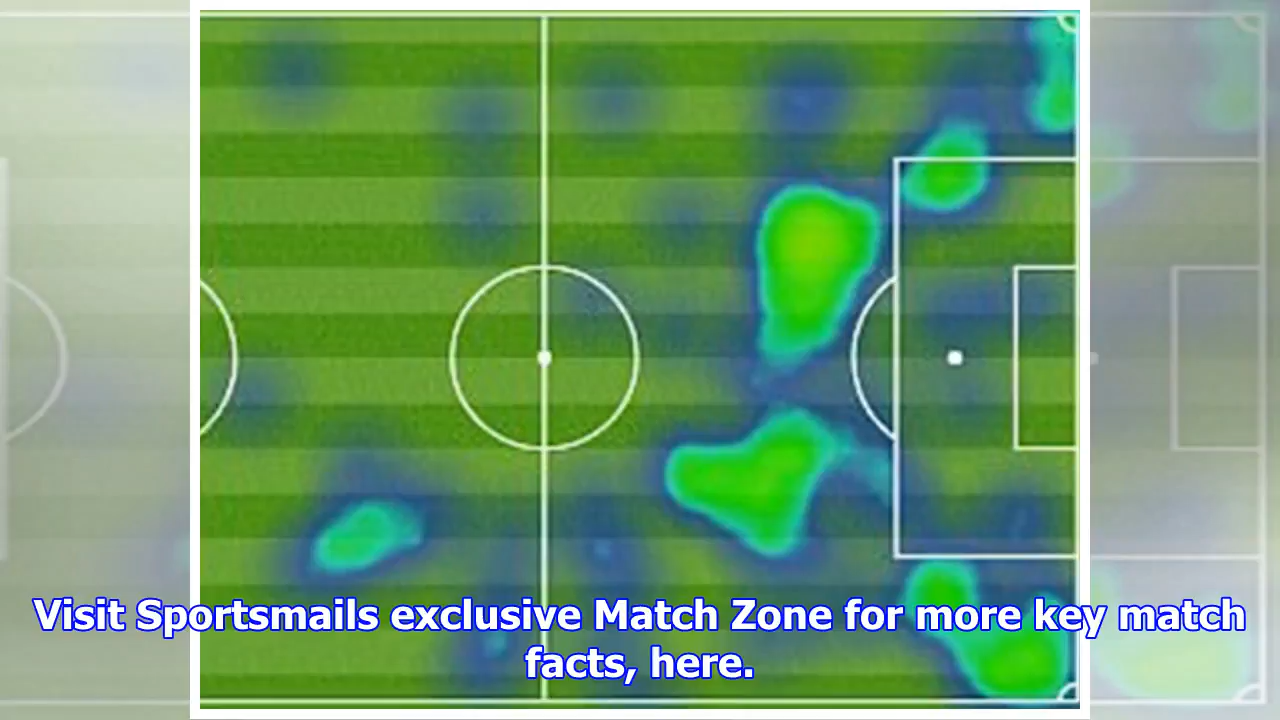 Visit Sportsmails exclusive Match Zone for more key match
facts, here.